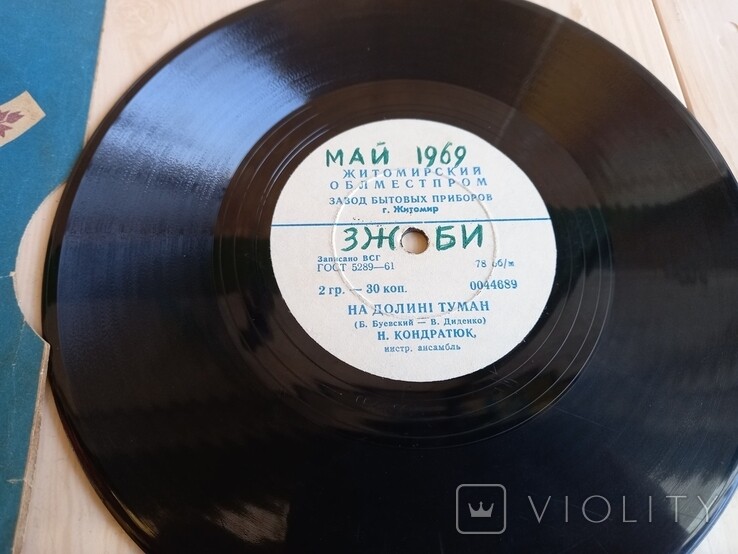 МАЙ 1969
ЖИТОМИРСКИЙ
ОБЛМЕСТПРОМ
ЗАВОД БЫТОВЫХ ПРИБОРОВ
г. Житомир
ЗЖ БИ
Записано ВСГ
ГОСТ 5289—61 78 об/м
2 гр. — 30 коп. 0044689
НА ДОЛИНІ ТУМАН
(Б. Буевский — В. Диденко)
Н. КОНДРАТЮК,
инстр. ансамбль
VIOLITY